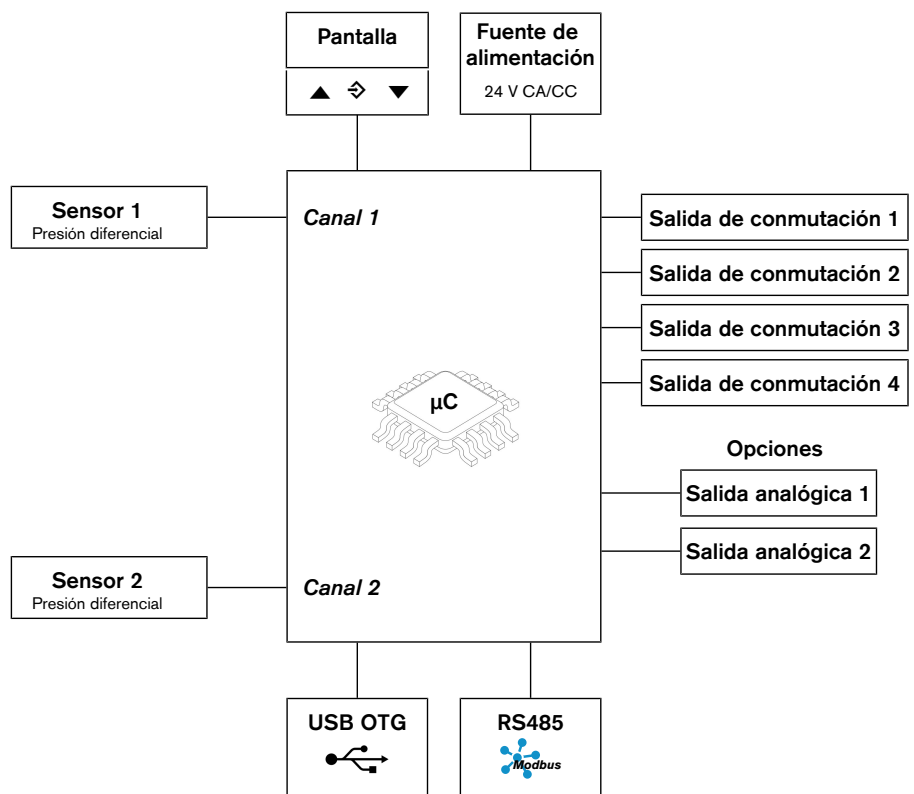 Pantalla
Fuente de
alimentación
24 V CA/CC
Sensor 1
Presión diferencial
Canal 1
Salida de conmutación 1
Salida de conmutación 2
Salida de conmutación 3
Salida de conmutación 4
µC
Opciones
Salida analógica 1
Salida analógica 2
Sensor 2
Presión diferencial
Canal 2
USB OTG
RS485
Modbus